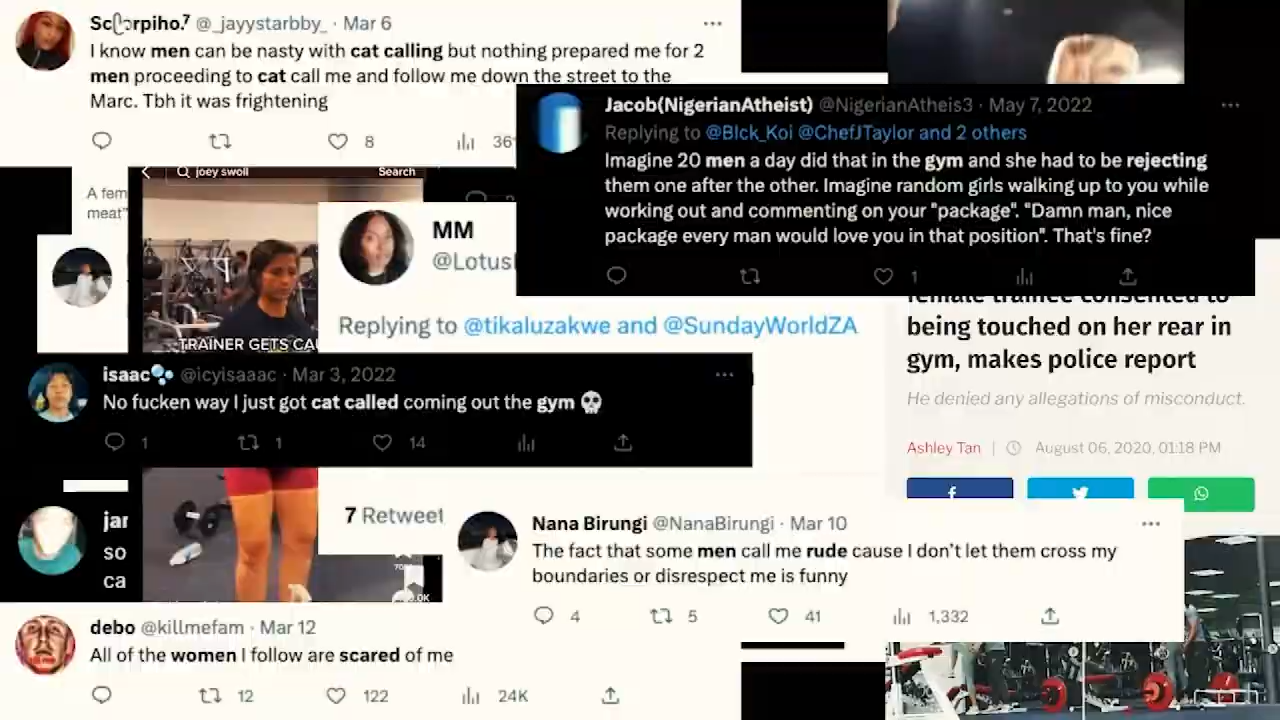 Sc rpiho.⁷ @_jayystarbby_ · Mar 6
I know men can be nasty with cat calling but nothing prepared me for 2
men proceeding to cat call me and follow me down the street to the
Marc. Tbh it was frightening
8
36
Jacob(NigerianAtheist) @NigerianAtheis3 · May 7, 2022
Replying to @Blck_Koi @ChefJTaylor and 2 others
Imagine 20 men a day did that in the gym and she had to be rejecting
them one after the other. Imagine random girls walking up to you while
working out and commenting on your "package". "Damn man, nice
package every man would love you in that position". That's fine?
1
A fem
meat"
joey swoll Search
TRAINER GETS CAU
MM
@Lotus
Replying to @tikaluzakwe and @SundayWorldZA
female trainee consented to
being touched on her rear in
gym, makes police report
He denied any allegations of misconduct.
Ashley Tan | August 06, 2020, 01:18 PM
isaac🫧 @icyisaaac · Mar 3, 2022
No fucken way I just got cat called coming out the gym 💀
1 1 14
jar
so
ca
7 Retweet
Nana Birungi @NanaBirungi · Mar 10
The fact that some men call me rude cause I don't let them cross my
boundaries or disrespect me is funny
4 5 41 1,332
debo @killmefam · Mar 12
All of the women I follow are scared of me
12 122 24K